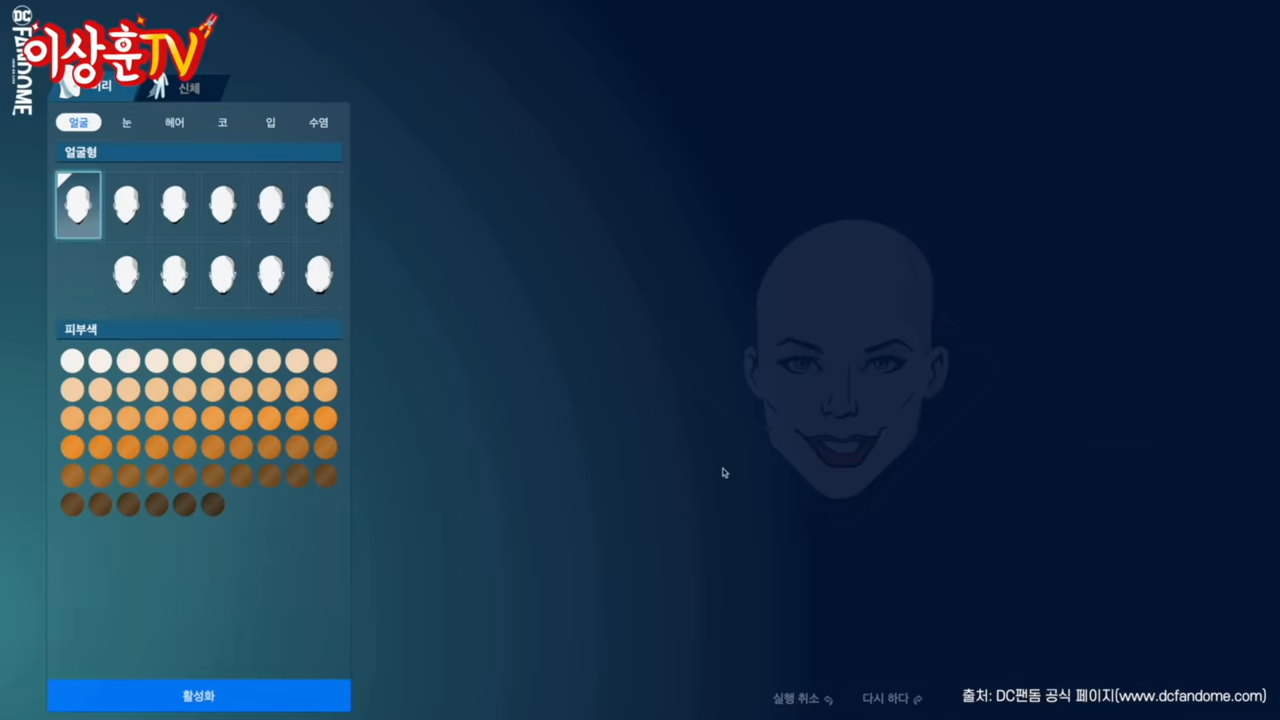 DC FANDOME
이상훈TV
신체
얼굴 눈 헤어 코 입 수염
얼굴형
피부색
활성화
실행 취소 다시 하다
출처: DC팬돔 공식 페이지(www.dcfandome.com)